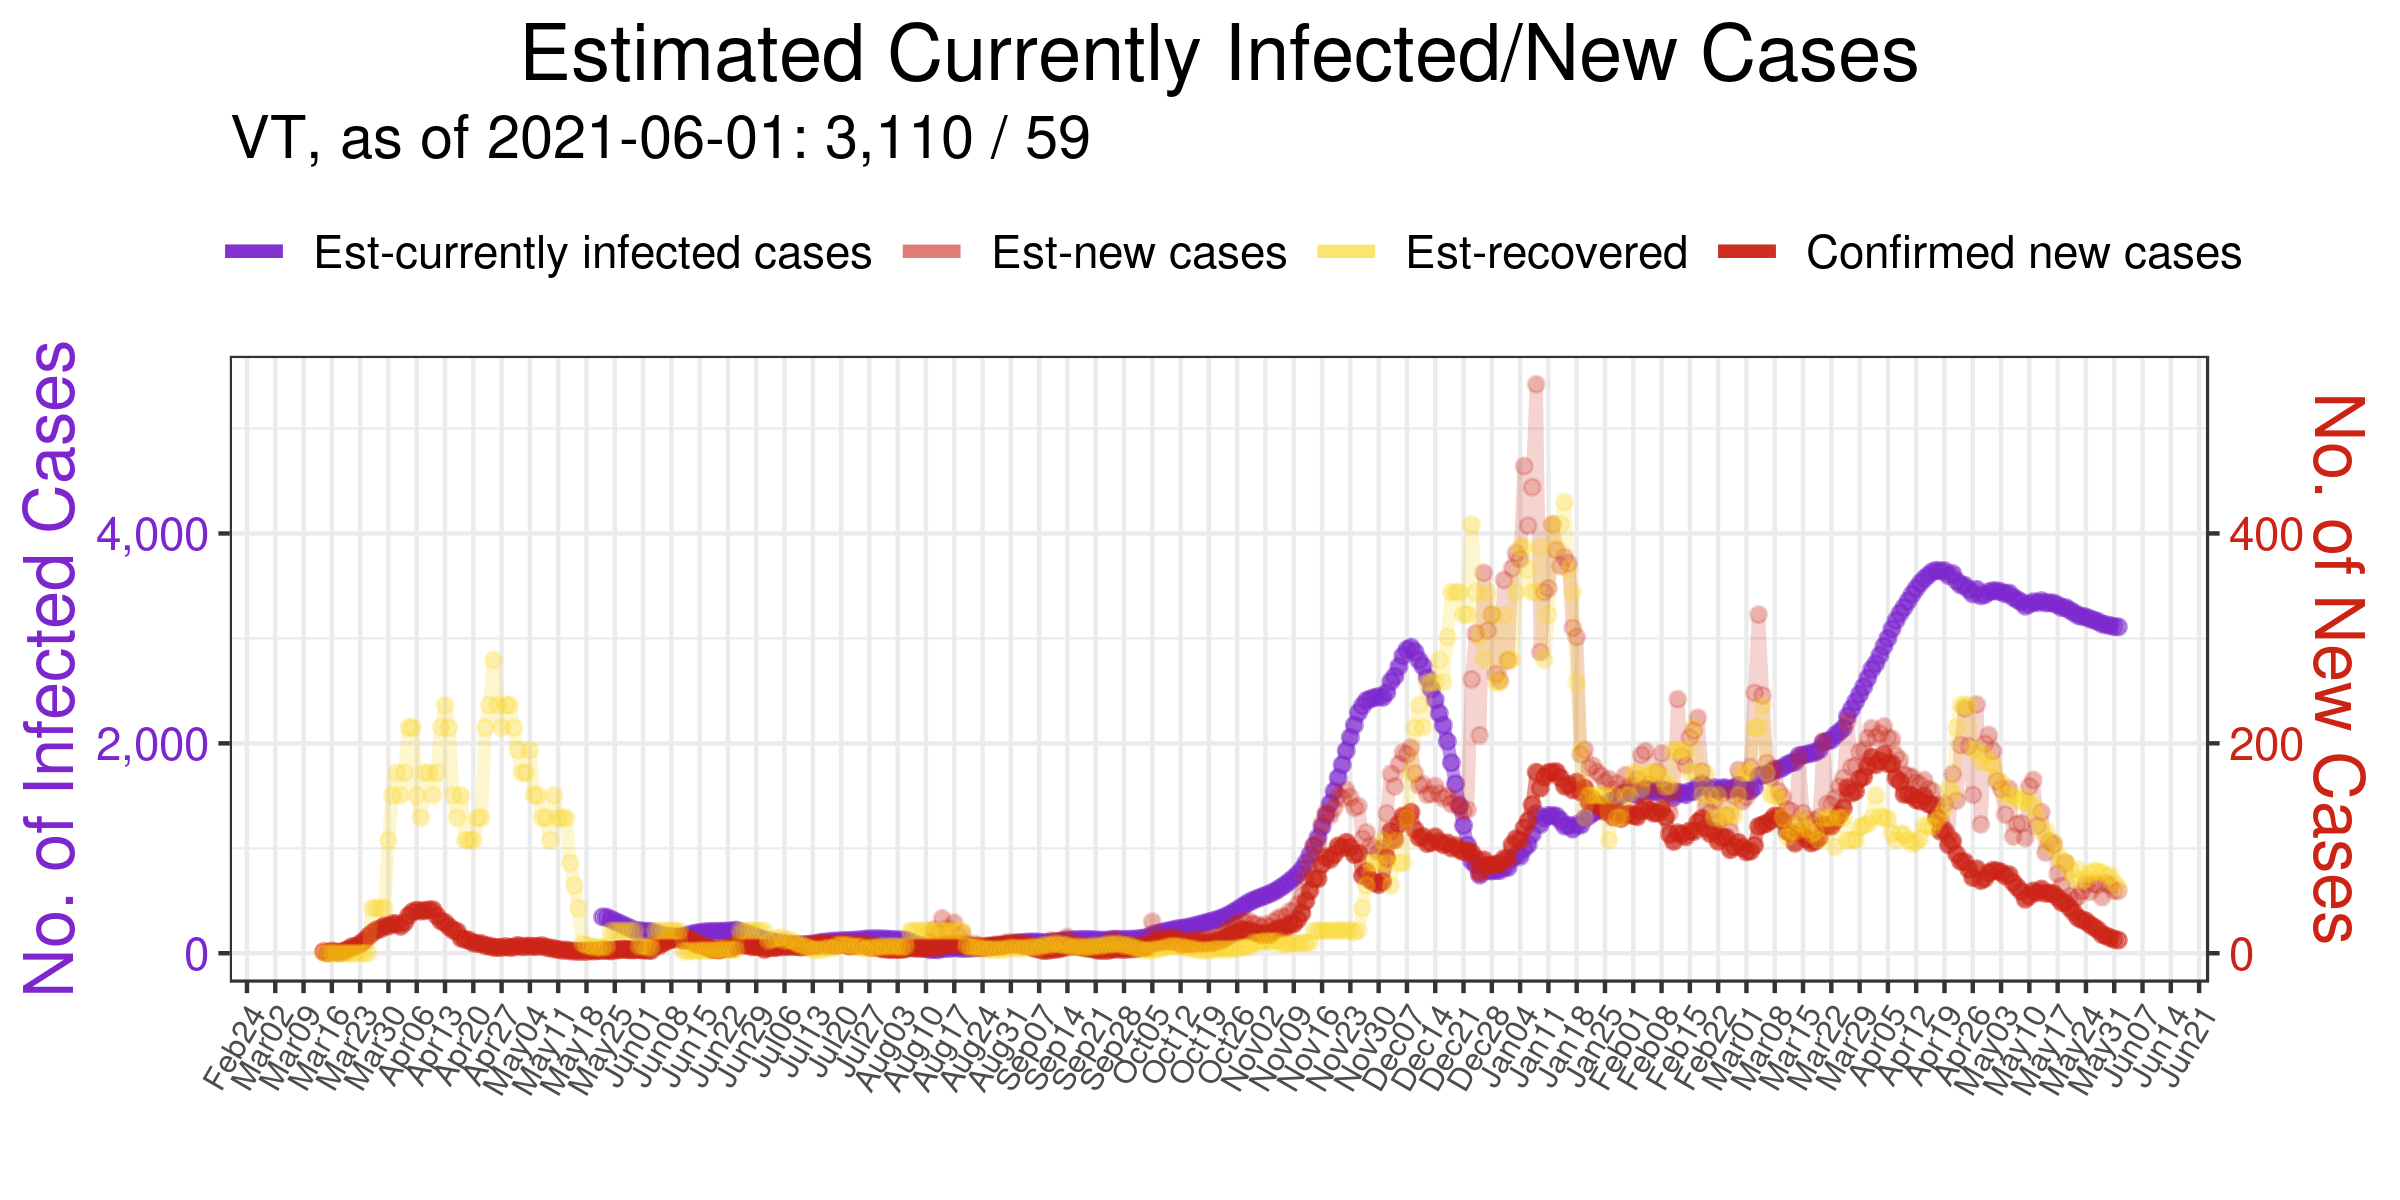 Estimated Currently Infected/New Cases
VT, as of 2021-06-01: 3,110 / 59
Est-currently infected cases
Est-new cases
Est-recovered
Confirmed new cases
No. of Infected Cases
4,000
2,000
0
400
200
0
No. of New Cases
Feb24
Mar02
Mar09
Mar16
Mar23
Mar30
Apr06
Apr13
Apr20
Apr27
May04
May11
May18
May25
Jun01
Jun08
Jun15
Jun22
Jun29
Jul06
Jul13
Jul20
Jul27
Aug03
Aug10
Aug17
Aug24
Aug31
Sep07
Sep14
Sep21
Sep28
Oct05
Oct12
Oct19
Oct26
Nov02
Nov09
Nov16
Nov23
Nov30
Dec07
Dec14
Dec21
Dec28
Jan04
Jan11
Jan18
Jan25
Feb01
Feb08
Feb15
Feb22
Mar01
Mar08
Mar15
Mar22
Mar29
Apr05
Apr12
Apr19
Apr26
May03
May10
May17
May24
May31
Jun07
Jun14
Jun21